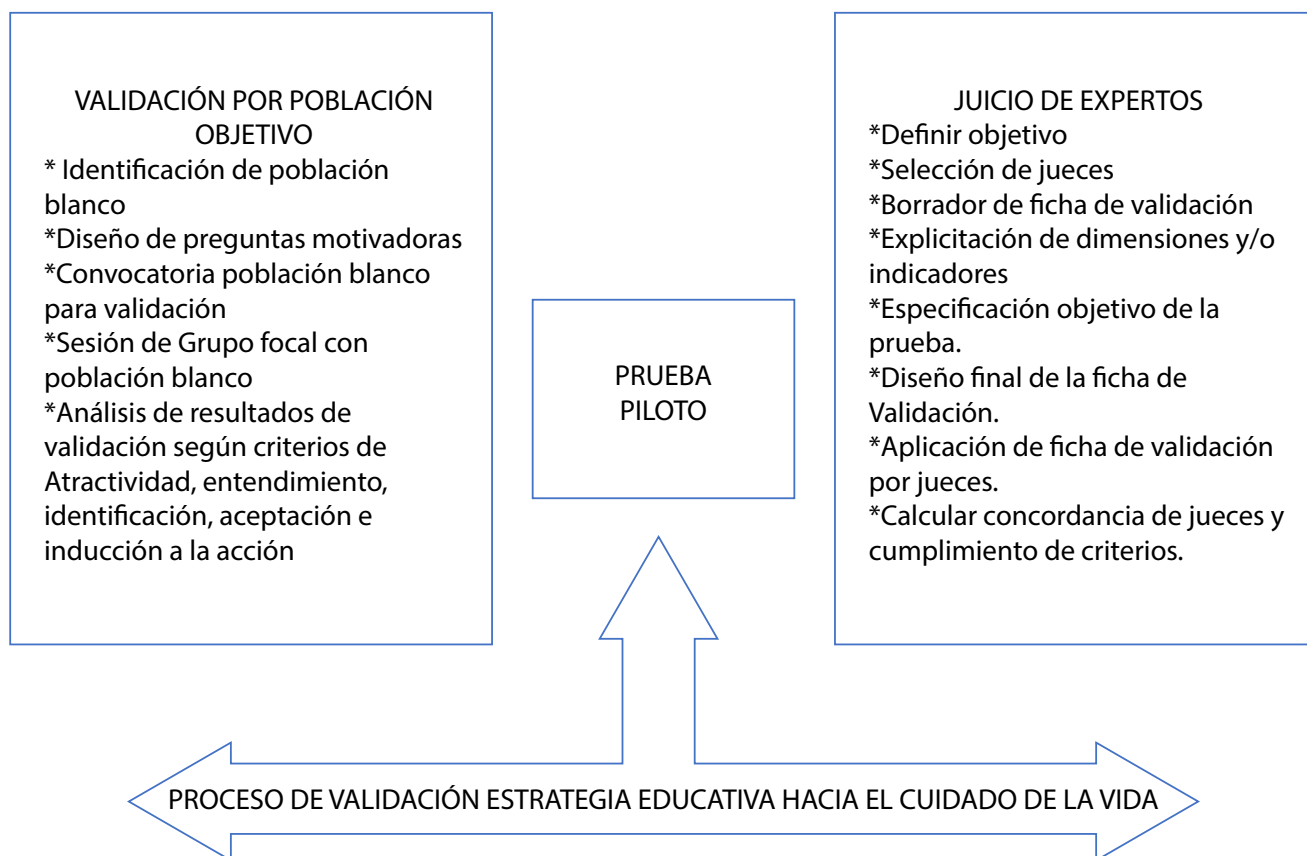 VALIDACIÓN POR POBLACIÓN
OBJETIVO
* Identificación de población
blanco
*Diseño de preguntas motivadoras
*Convocatoria población blanco
para validación
*Sesión de Grupo focal con
población blanco
*Análisis de resultados de
validación según criterios de
Atractividad, entendimiento,
identificación, aceptación e
inducción a la acción
PRUEBA
PILOTO
JUICIO DE EXPERTOS
*Definir objetivo
*Selección de jueces
*Borrador de ficha de validación
*Explicitación de dimensiones y/o
indicadores
*Especificación objetivo de la
prueba.
*Diseño final de la ficha de
Validación.
*Aplicación de ficha de validación
por jueces.
*Calcular concordancia de jueces y
cumplimiento de criterios.
PROCESO DE VALIDACIÓN ESTRATEGIA EDUCATIVA HACIA EL CUIDADO DE LA VIDA